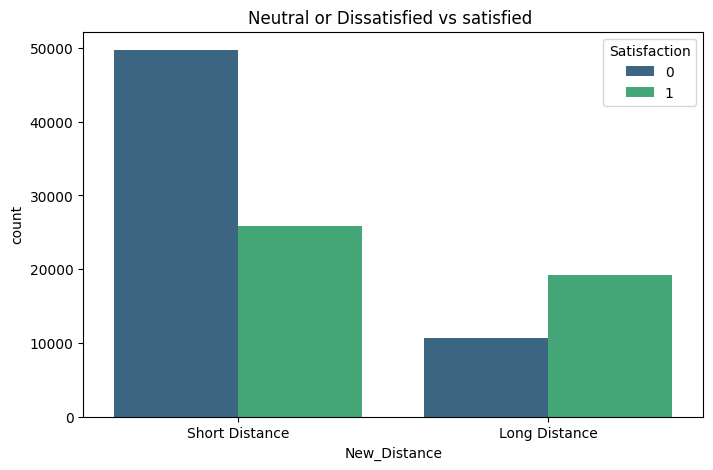 Neutral or Dissatisfied vs satisfied
Satisfaction
0
1
50000
40000
30000
20000
10000
0
count
Short Distance
Long Distance
New_Distance